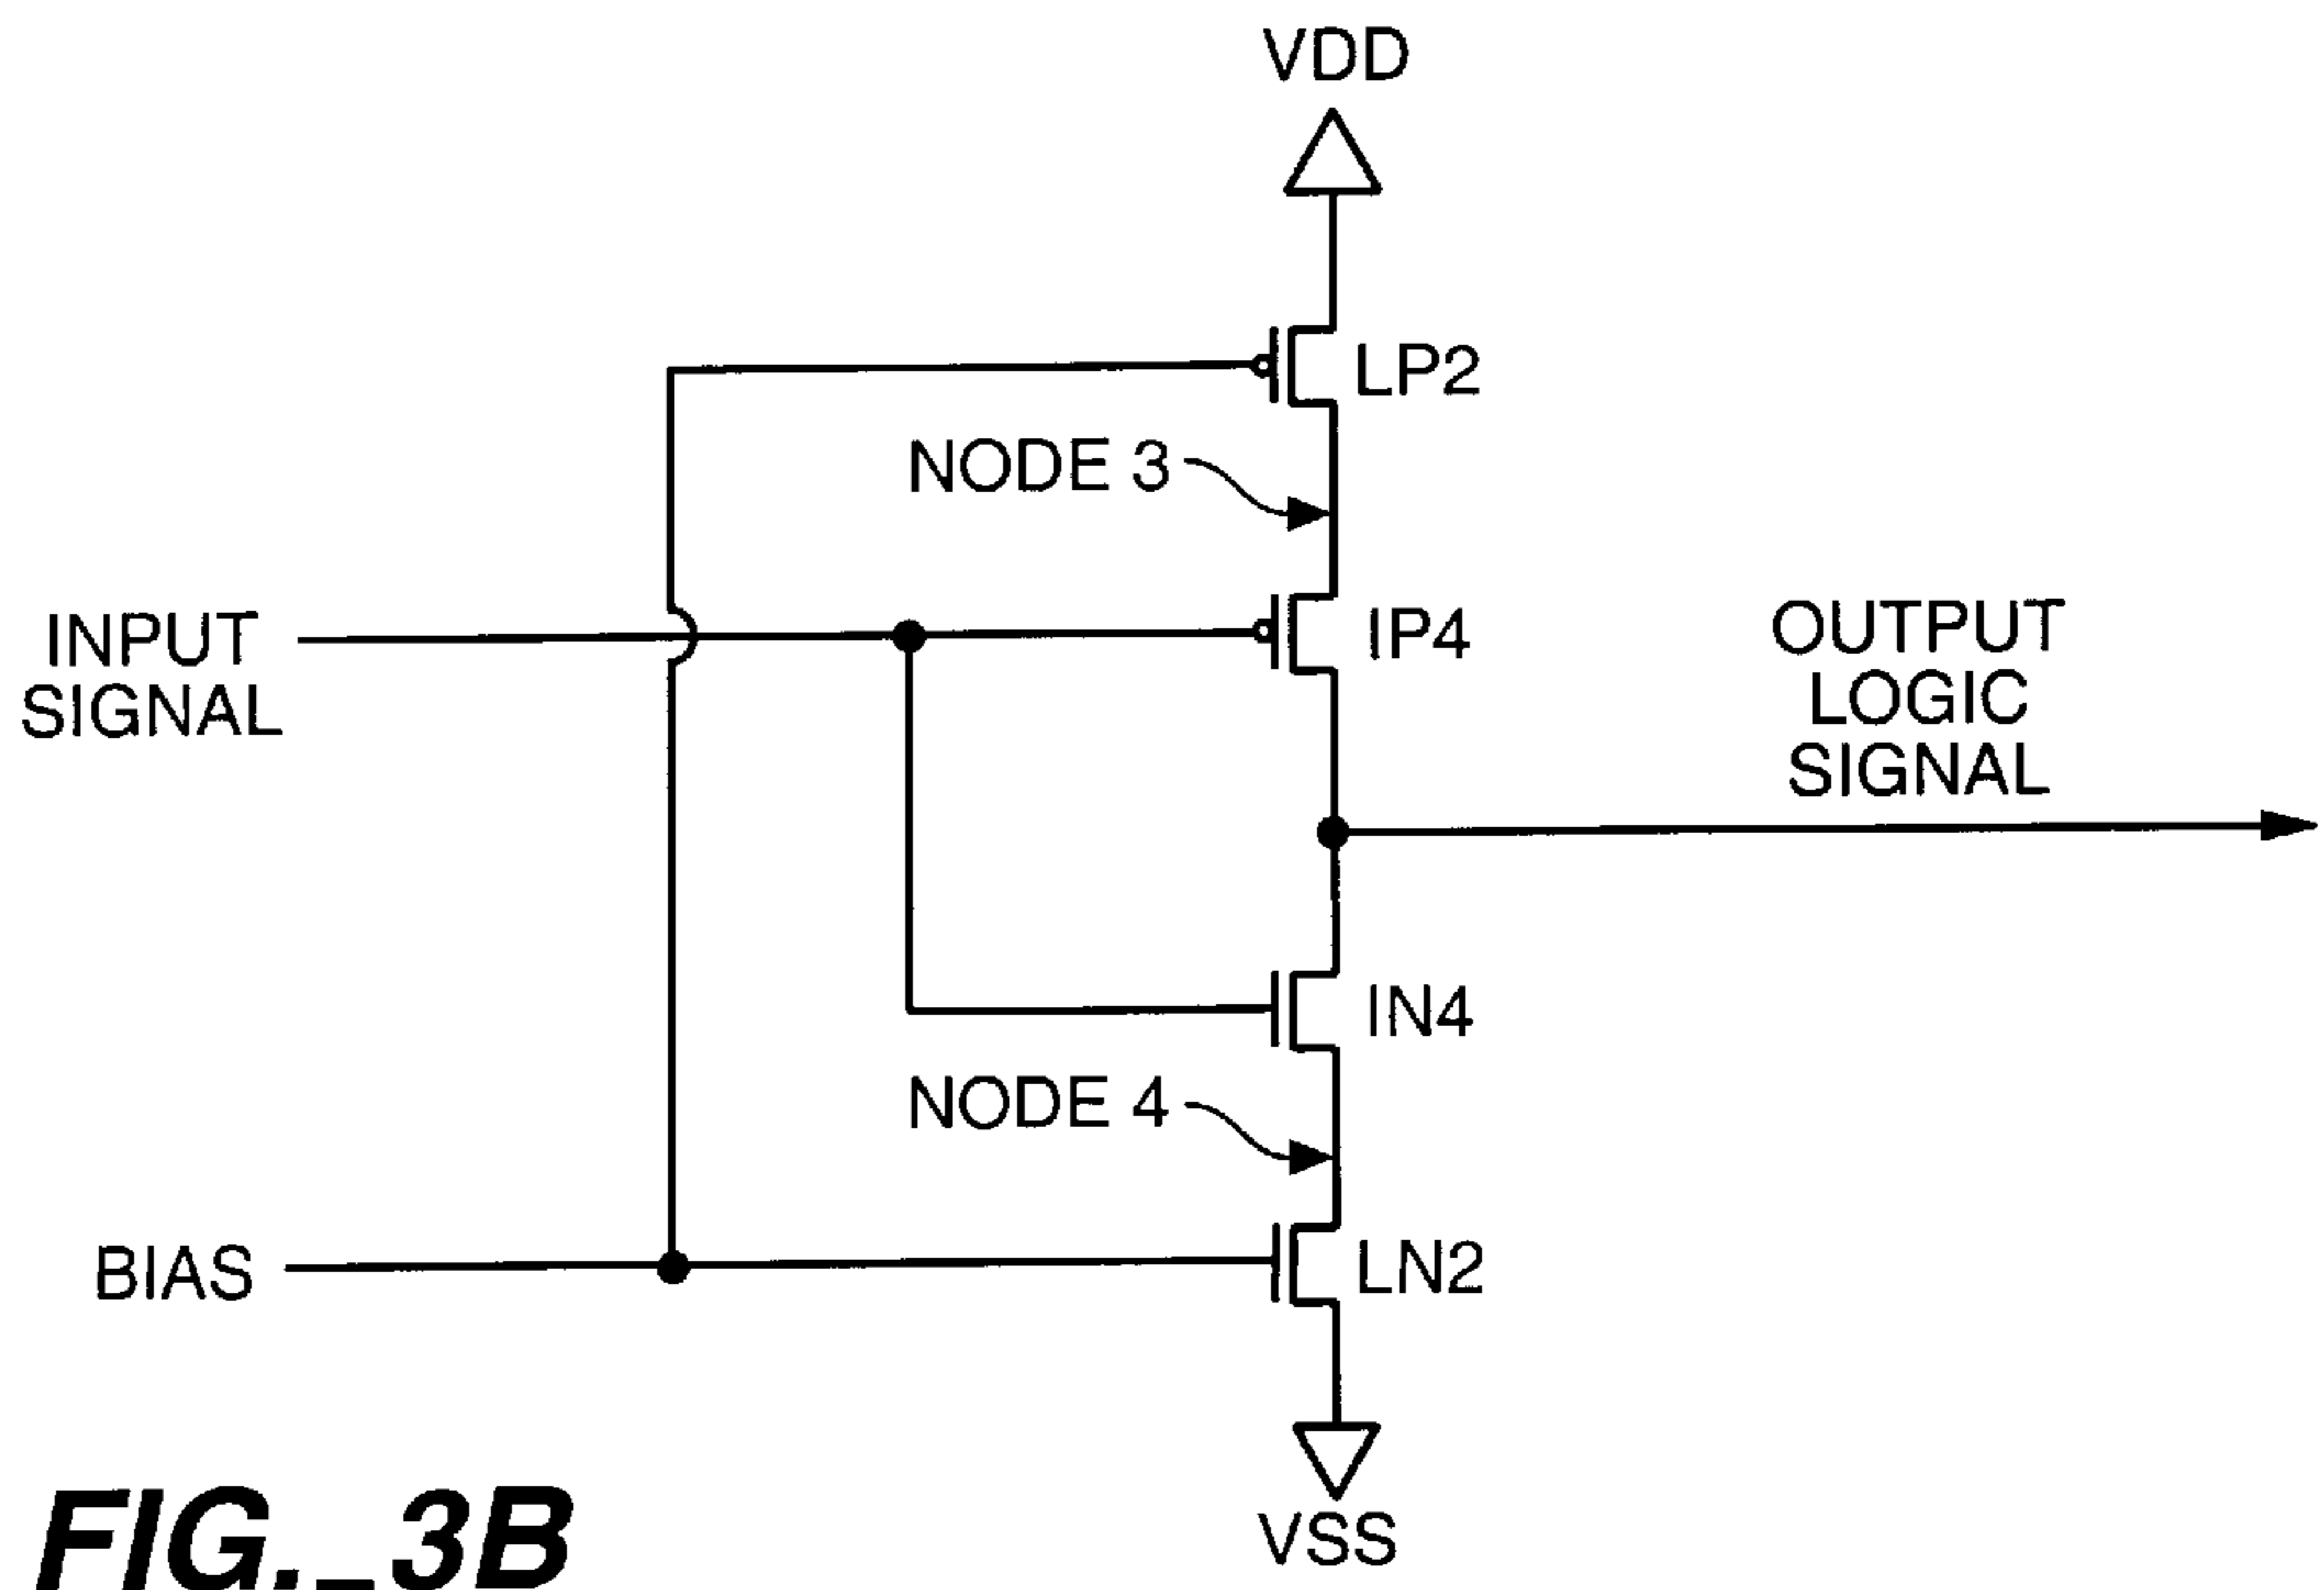 VDD
LP2
NODE 3
INPUT
SIGNAL
IP4
OUTPUT
LOGIC
SIGNAL
IN4
NODE 4
BIAS
LN2
VSS
FIG._3B